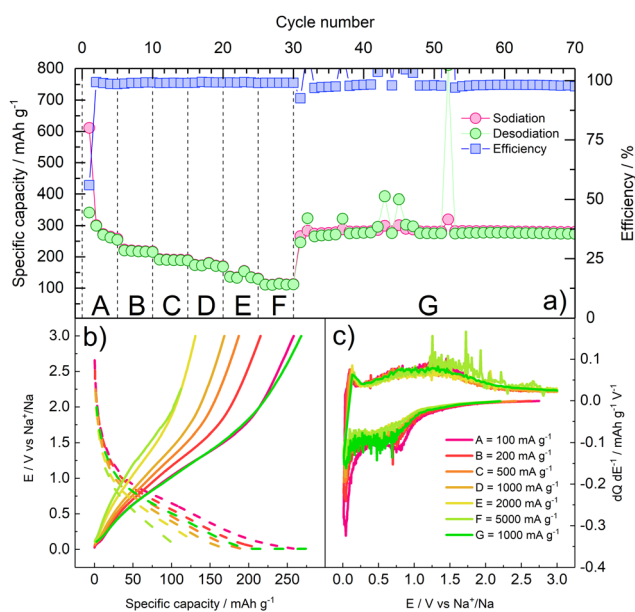 Cycle number
0 10 20 30 40 50 60 70
Specific capacity / mAh g⁻¹
800
700
600
500
400
300
200
100
Efficiency / %
100
75
50
25
0
Sodiation
Desodiation
Efficiency
A B C D E F G a)
b)
E / V vs Na⁺/Na
3.0
2.5
2.0
1.5
1.0
0.5
0.0
0 50 100 150 200 250
Specific capacity / mAh g⁻¹
c)
dQ dE⁻¹ / mAh g⁻¹ V⁻¹
0.1
0.0
-0.1
-0.2
-0.3
-0.4
A = 100 mA g⁻¹
B = 200 mA g⁻¹
C = 500 mA g⁻¹
D = 1000 mA g⁻¹
E = 2000 mA g⁻¹
F = 5000 mA g⁻¹
G = 1000 mA g⁻¹
0.0 0.5 1.0 1.5 2.0 2.5 3.0
E / V vs Na⁺/Na